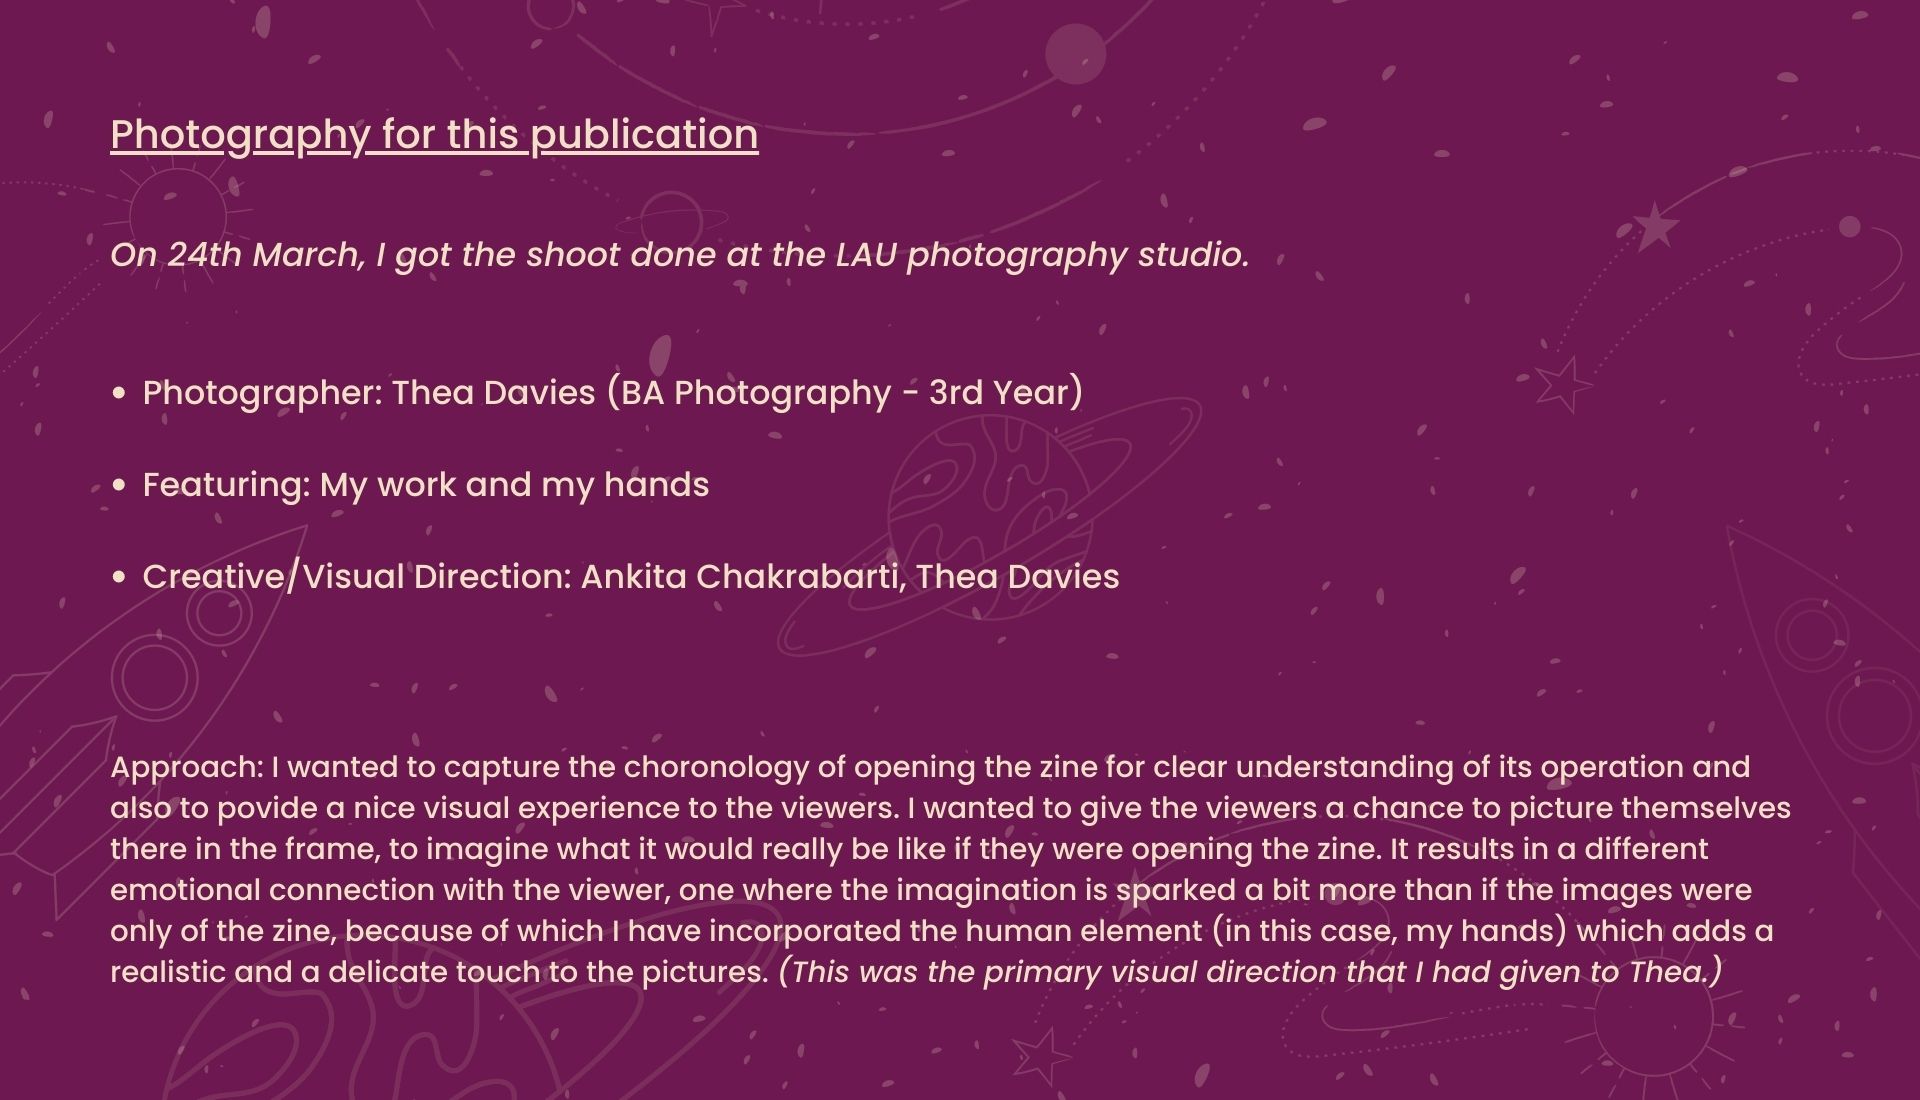 Photography for this publication
On 24th March, I got the shoot done at the LAU photography studio.
• Photographer: Thea Davies (BA Photography - 3rd Year)
• Featuring: My work and my hands
• Creative/Visual Direction: Ankita Chakrabarti, Thea Davies
Approach: I wanted to capture the choronology of opening the zine for clear understanding of its operation and
also to povide a nice visual experience to the viewers. I wanted to give the viewers a chance to picture themselves
there in the frame, to imagine what it would really be like if they were opening the zine. It results in a different
emotional connection with the viewer, one where the imagination is sparked a bit more than if the images were
only of the zine, because of which I have incorporated the human element (in this case, my hands) which adds a
realistic and a delicate touch to the pictures. (This was the primary visual direction that I had given to Thea.)